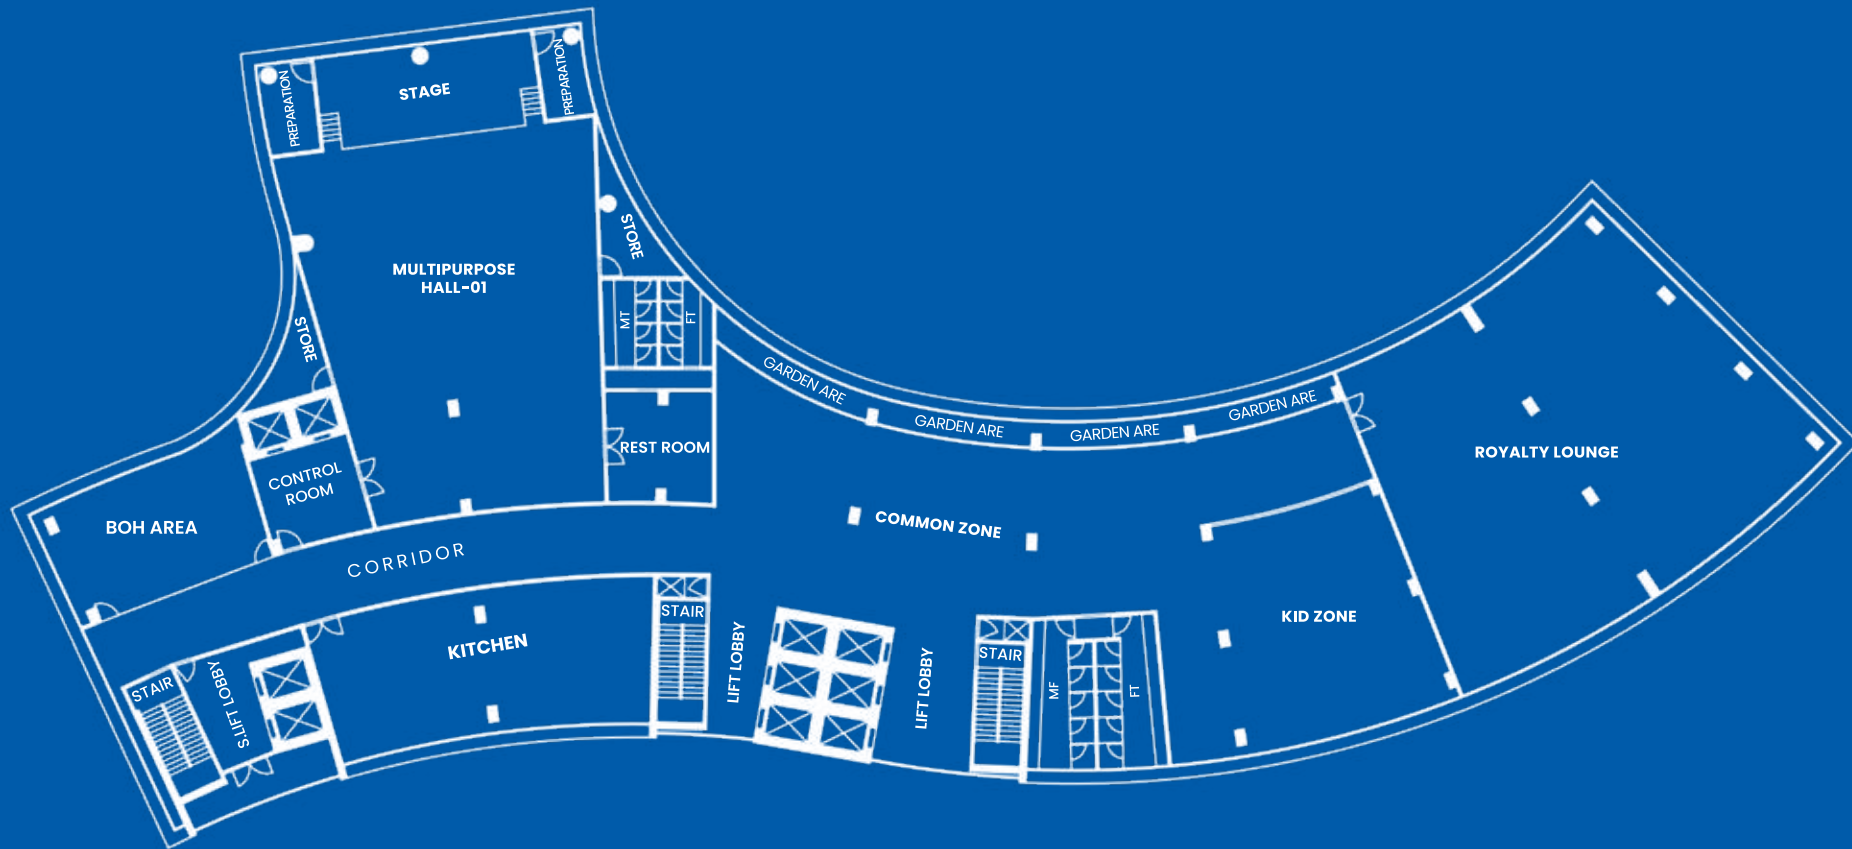 PREPARATION
STAGE
PREPARATION
MULTIPURPOSE
HALL-01
STORE
STORE
MT
FT
GARDEN ARE
GARDEN ARE
GARDEN ARE
GARDEN ARE
REST ROOM
ROYALTY LOUNGE
CONTROL
ROOM
BOH AREA
COMMON ZONE
CORRIDOR
KITCHEN
STAIR
LIFT LOBBY
LIFT LOBBY
STAIR
MF
FT
KID ZONE
STAIR
S.LIFT LOBBY